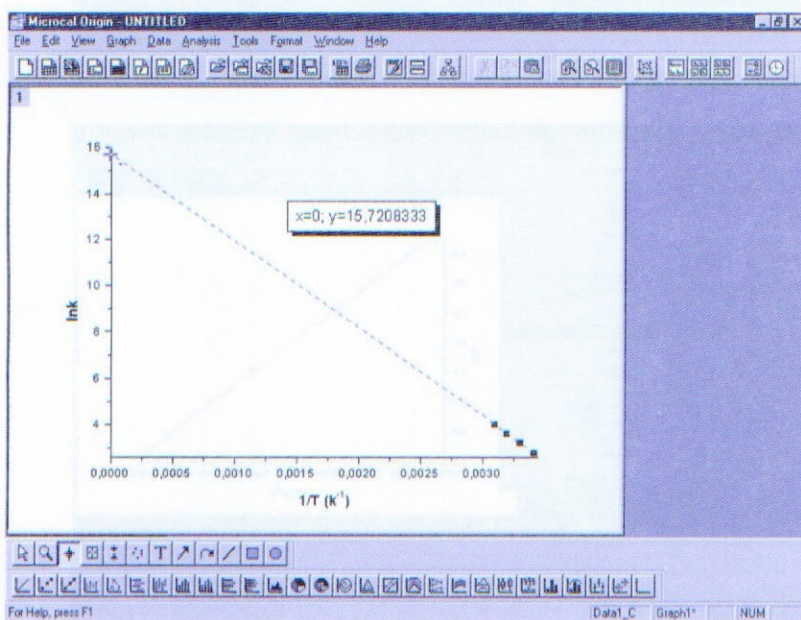 Microcal Origin - UNTITLED
File Edit View Graph Data Analysis Tools Format Window Help
1
16
14
12
10
8
6
4
lnk
x=0; y=15,7208333
0,0000 0,0005 0,0010 0,0015 0,0020 0,0025 0,0030
1/T (k⁻¹)
T
For Help, press F1 Data1_C Graph1* NUM